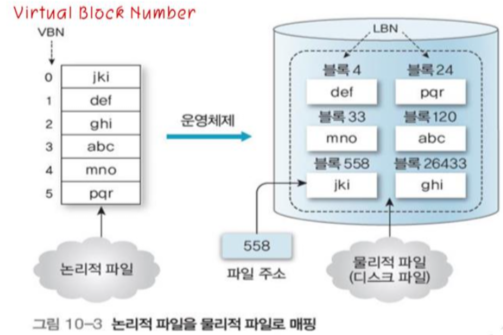 Virtual Block Number
VBN
LBN
0 jki
1 def
2 ghi
3 abc
4 mno
5 pqr
운영체제
블록 4
def
블록 24
pqr
블록 33
mno
블록 120
abc
블록 558
jki
블록 26433
ghi
558
파일 주소
논리적 파일
물리적 파일
(디스크 파일)
그림 10-3 논리적 파일을 물리적 파일로 매핑